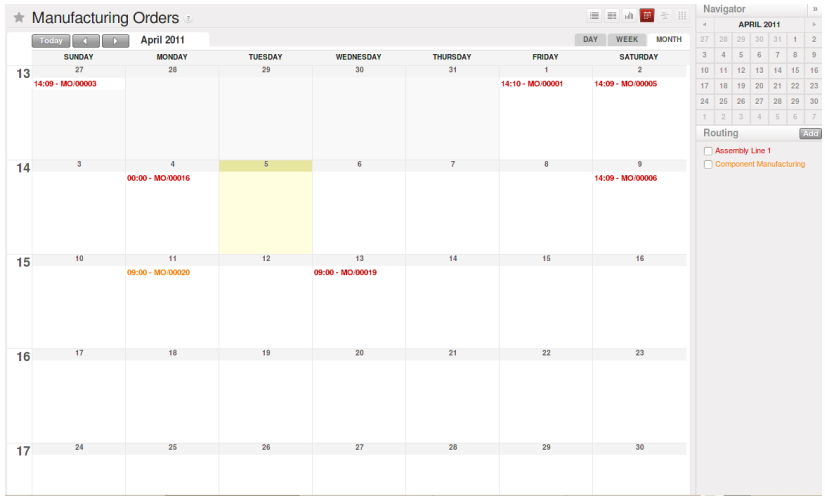 Manufacturing Orders ?
Today April 2011 DAY WEEK MONTH
SUNDAY MONDAY TUESDAY WEDNESDAY THURSDAY FRIDAY SATURDAY
13 27 28 29 30 31 1 2
14:09 - MO/00003 14:10 - MO/00001 14:09 - MO/00005
14 3 4 5 6 7 8 9
00:00 - MO/00016 14:09 - MO/00006
15 10 11 12 13 14 15 16
09:00 - MO/00020 09:00 - MO/00019
16 17 18 19 20 21 22 23
17 24 25 26 27 28 29 30
Navigator »
APRIL 2011
27 28 29 30 31 1 2
3 4 5 6 7 8 9
10 11 12 13 14 15 16
17 18 19 20 21 22 23
24 25 26 27 28 29 30
1 2 3 4 5 6 7
Routing Add
Assembly Line 1
Component Manufacturing